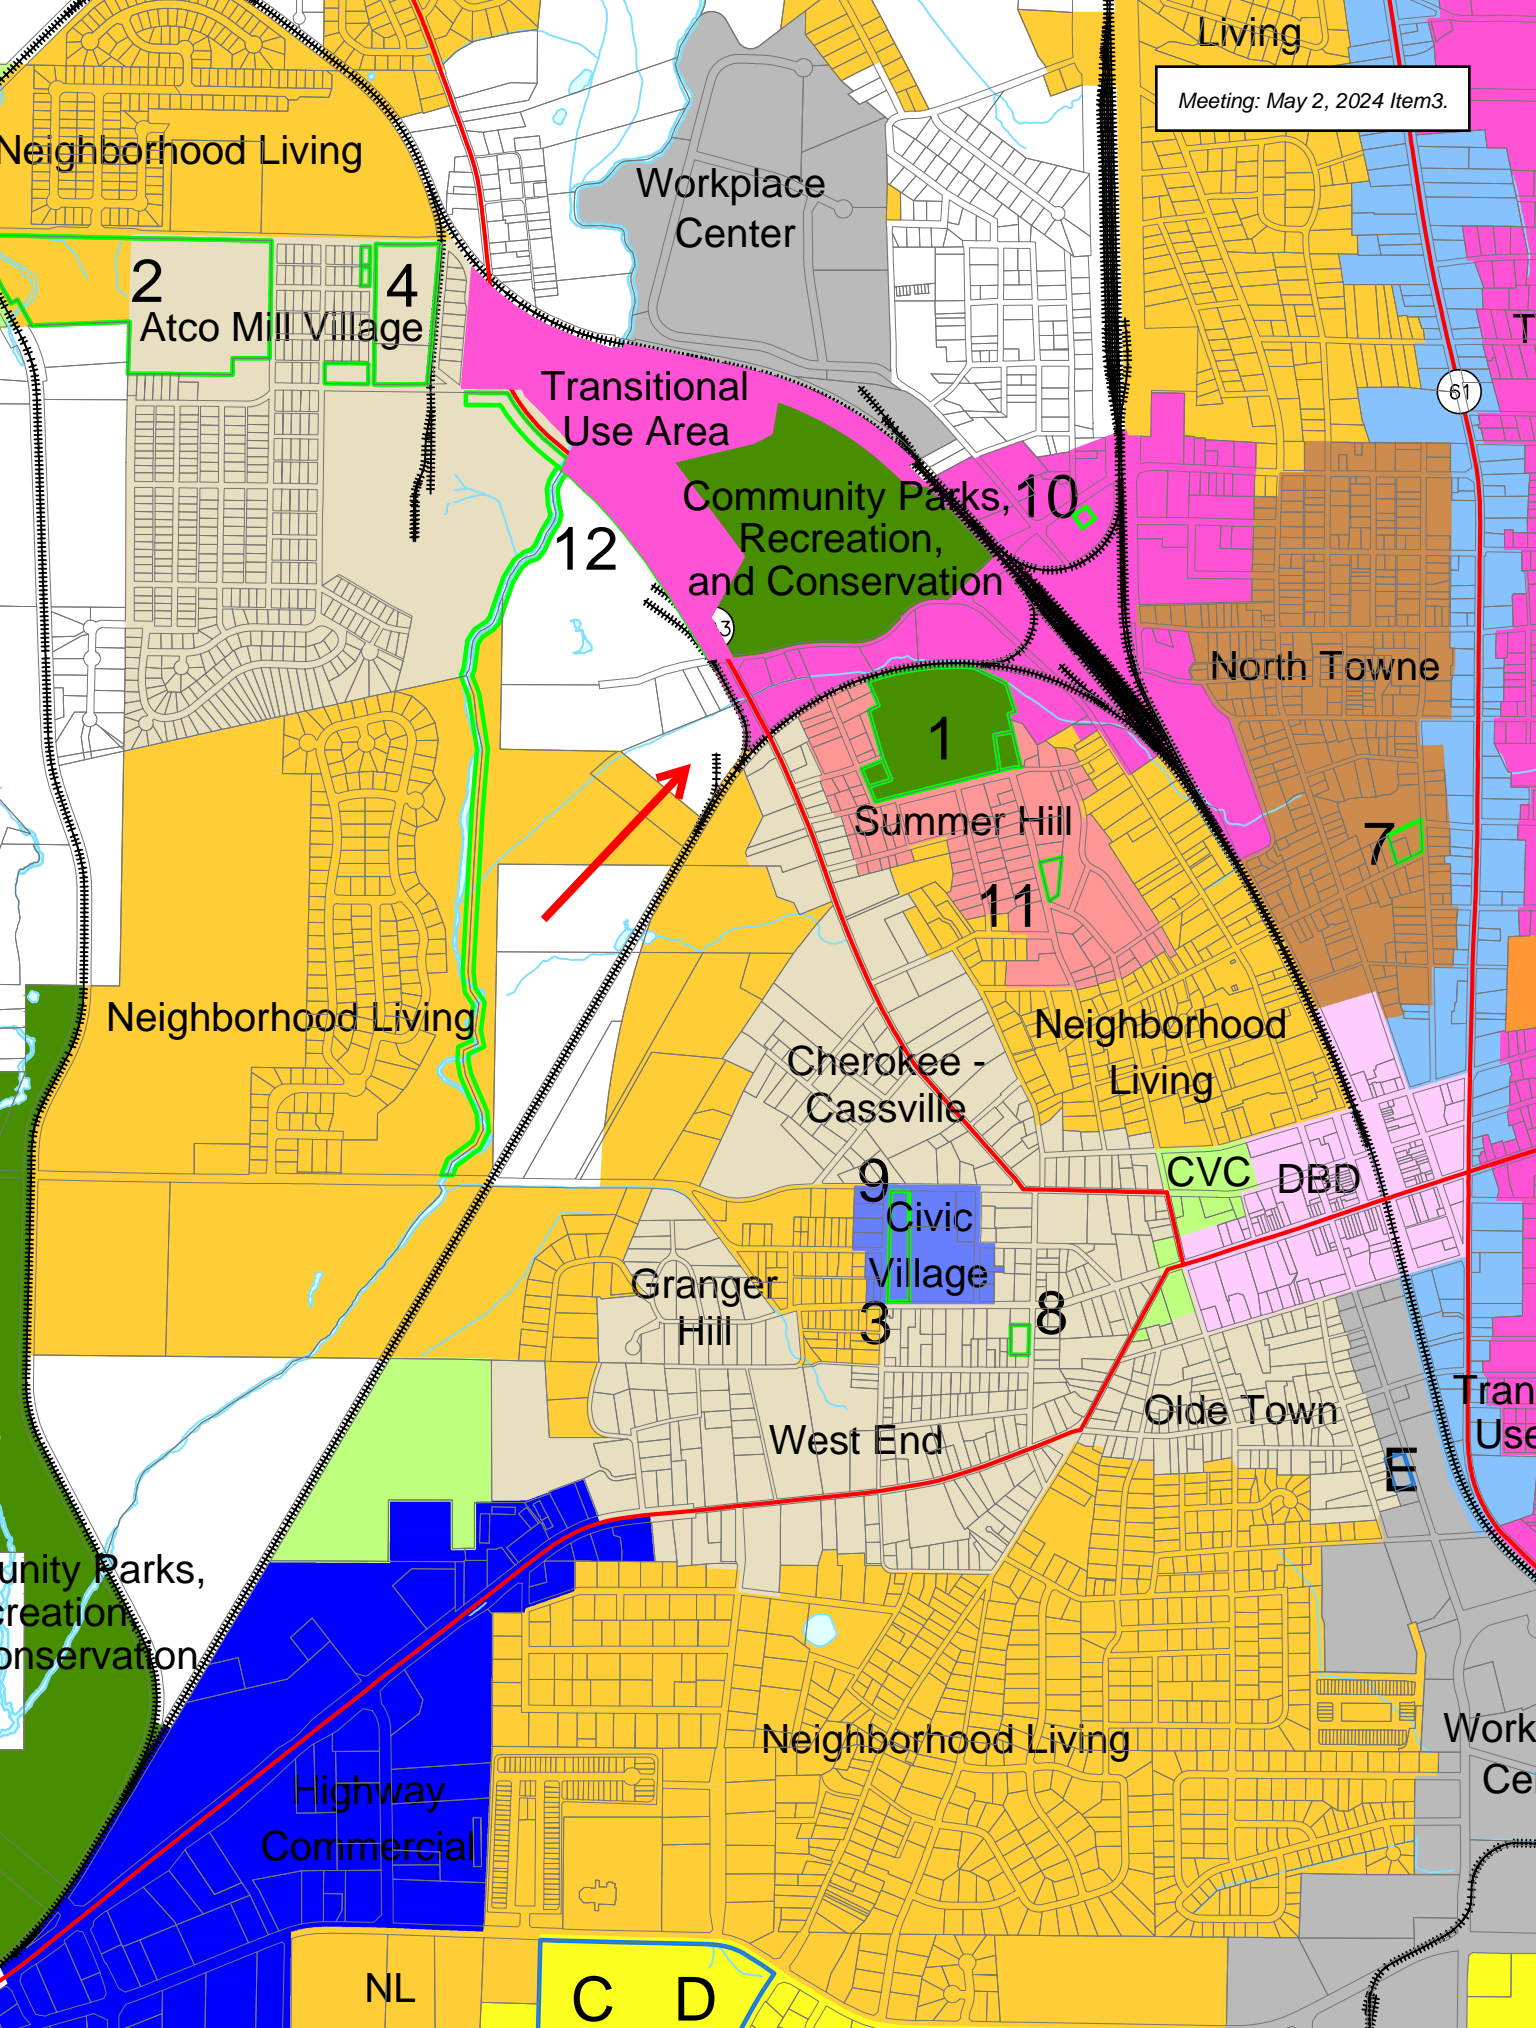 Living
Meeting: May 2, 2024 Item3.
Neighborhood Living
Workplace
Center
2
4
Atco Mill Village
Transitional
Use Area
61
Community Parks,
Recreation,
and Conservation
10
12
3
North Towne
1
Summer Hill
7
11
Neighborhood Living
Neighborhood
Living
Cherokee -
Cassville
CVC
DBD
9
Civic
Village
Granger
Hill
3
8
West End
Olde Town
Tran
Use
E
unity Parks,
creation
onservation
Neighborhood Living
Work
Ce
Highway
Commercial
NL
C
D
T